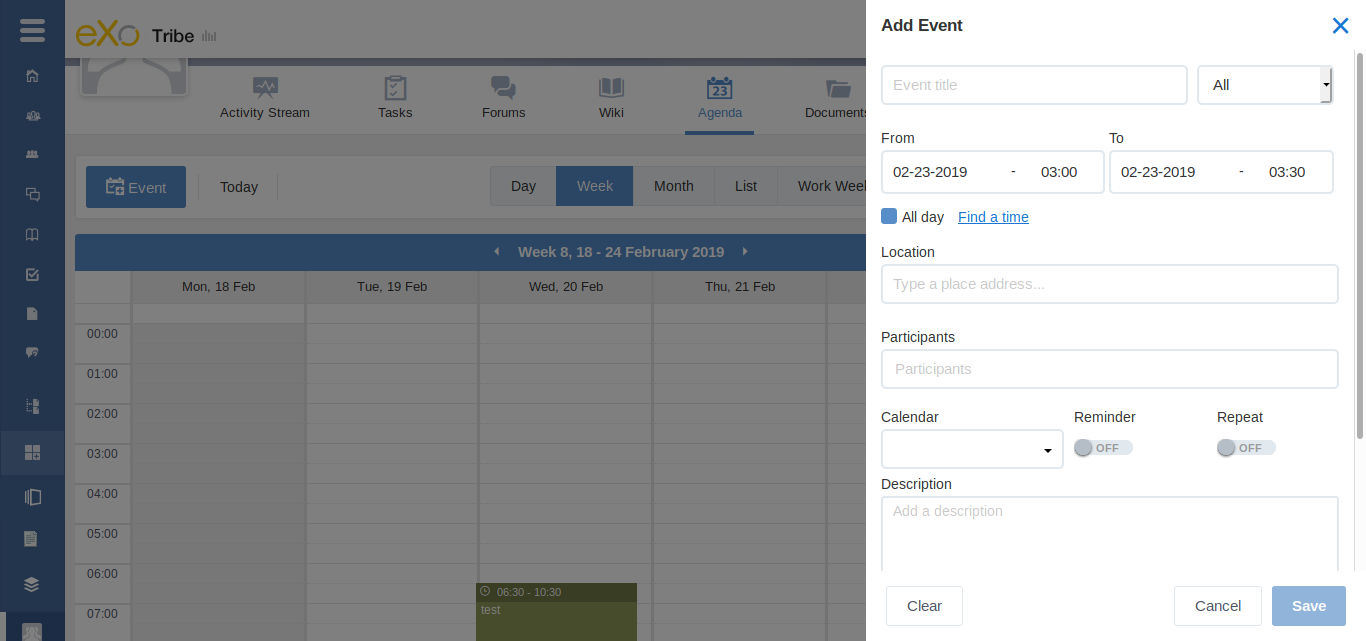 eXo Tribe
Activity Stream Tasks Forums Wiki 23 Agenda Documents
Event Today Day Week Month List Work Week
Week 8, 18 - 24 February 2019
Mon, 18 Feb Tue, 19 Feb Wed, 20 Feb Thu, 21 Feb
00:00
01:00
02:00
03:00
04:00
05:00
06:00
06:30 - 10:30
test
07:00
Add Event
Event title All
From To
02-23-2019 - 03:00 02-23-2019 - 03:30
All day Find a time
Location
Type a place address...
Participants
Participants
Calendar Reminder Repeat
OFF OFF
Description
Add a description
Clear Cancel Save